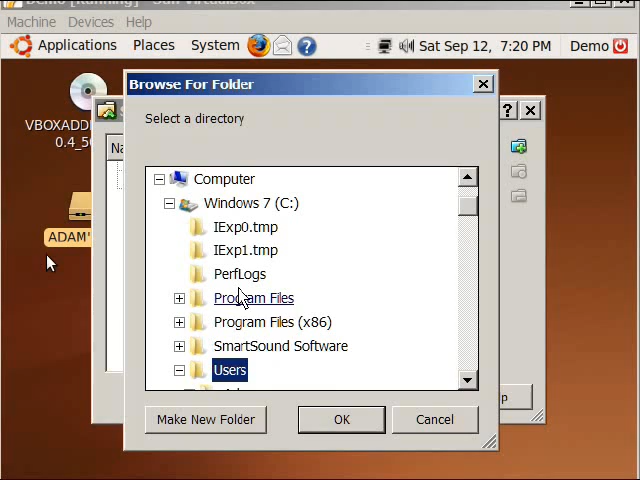 Machine Devices Help
Applications Places System Sat Sep 12, 7:20 PM Demo
Browse For Folder
Select a directory
VBOXADD
0.4_5
ADAM'
Na
Computer
Windows 7 (C:)
IExp0.tmp
IExp1.tmp
PerfLogs
Program Files
Program Files (x86)
SmartSound Software
Users
Make New Folder OK Cancel
p